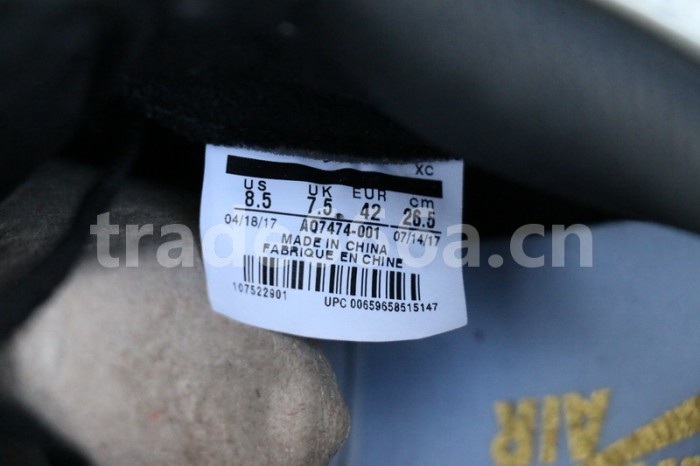 XC
US UK EUR cm
8.5 7.5 42 26.5
04/18/17 AQ7474-001 07/14/17
MADE IN CHINA
FABRIQUE EN CHINE
107522901 UPC 00659658515147
AIR